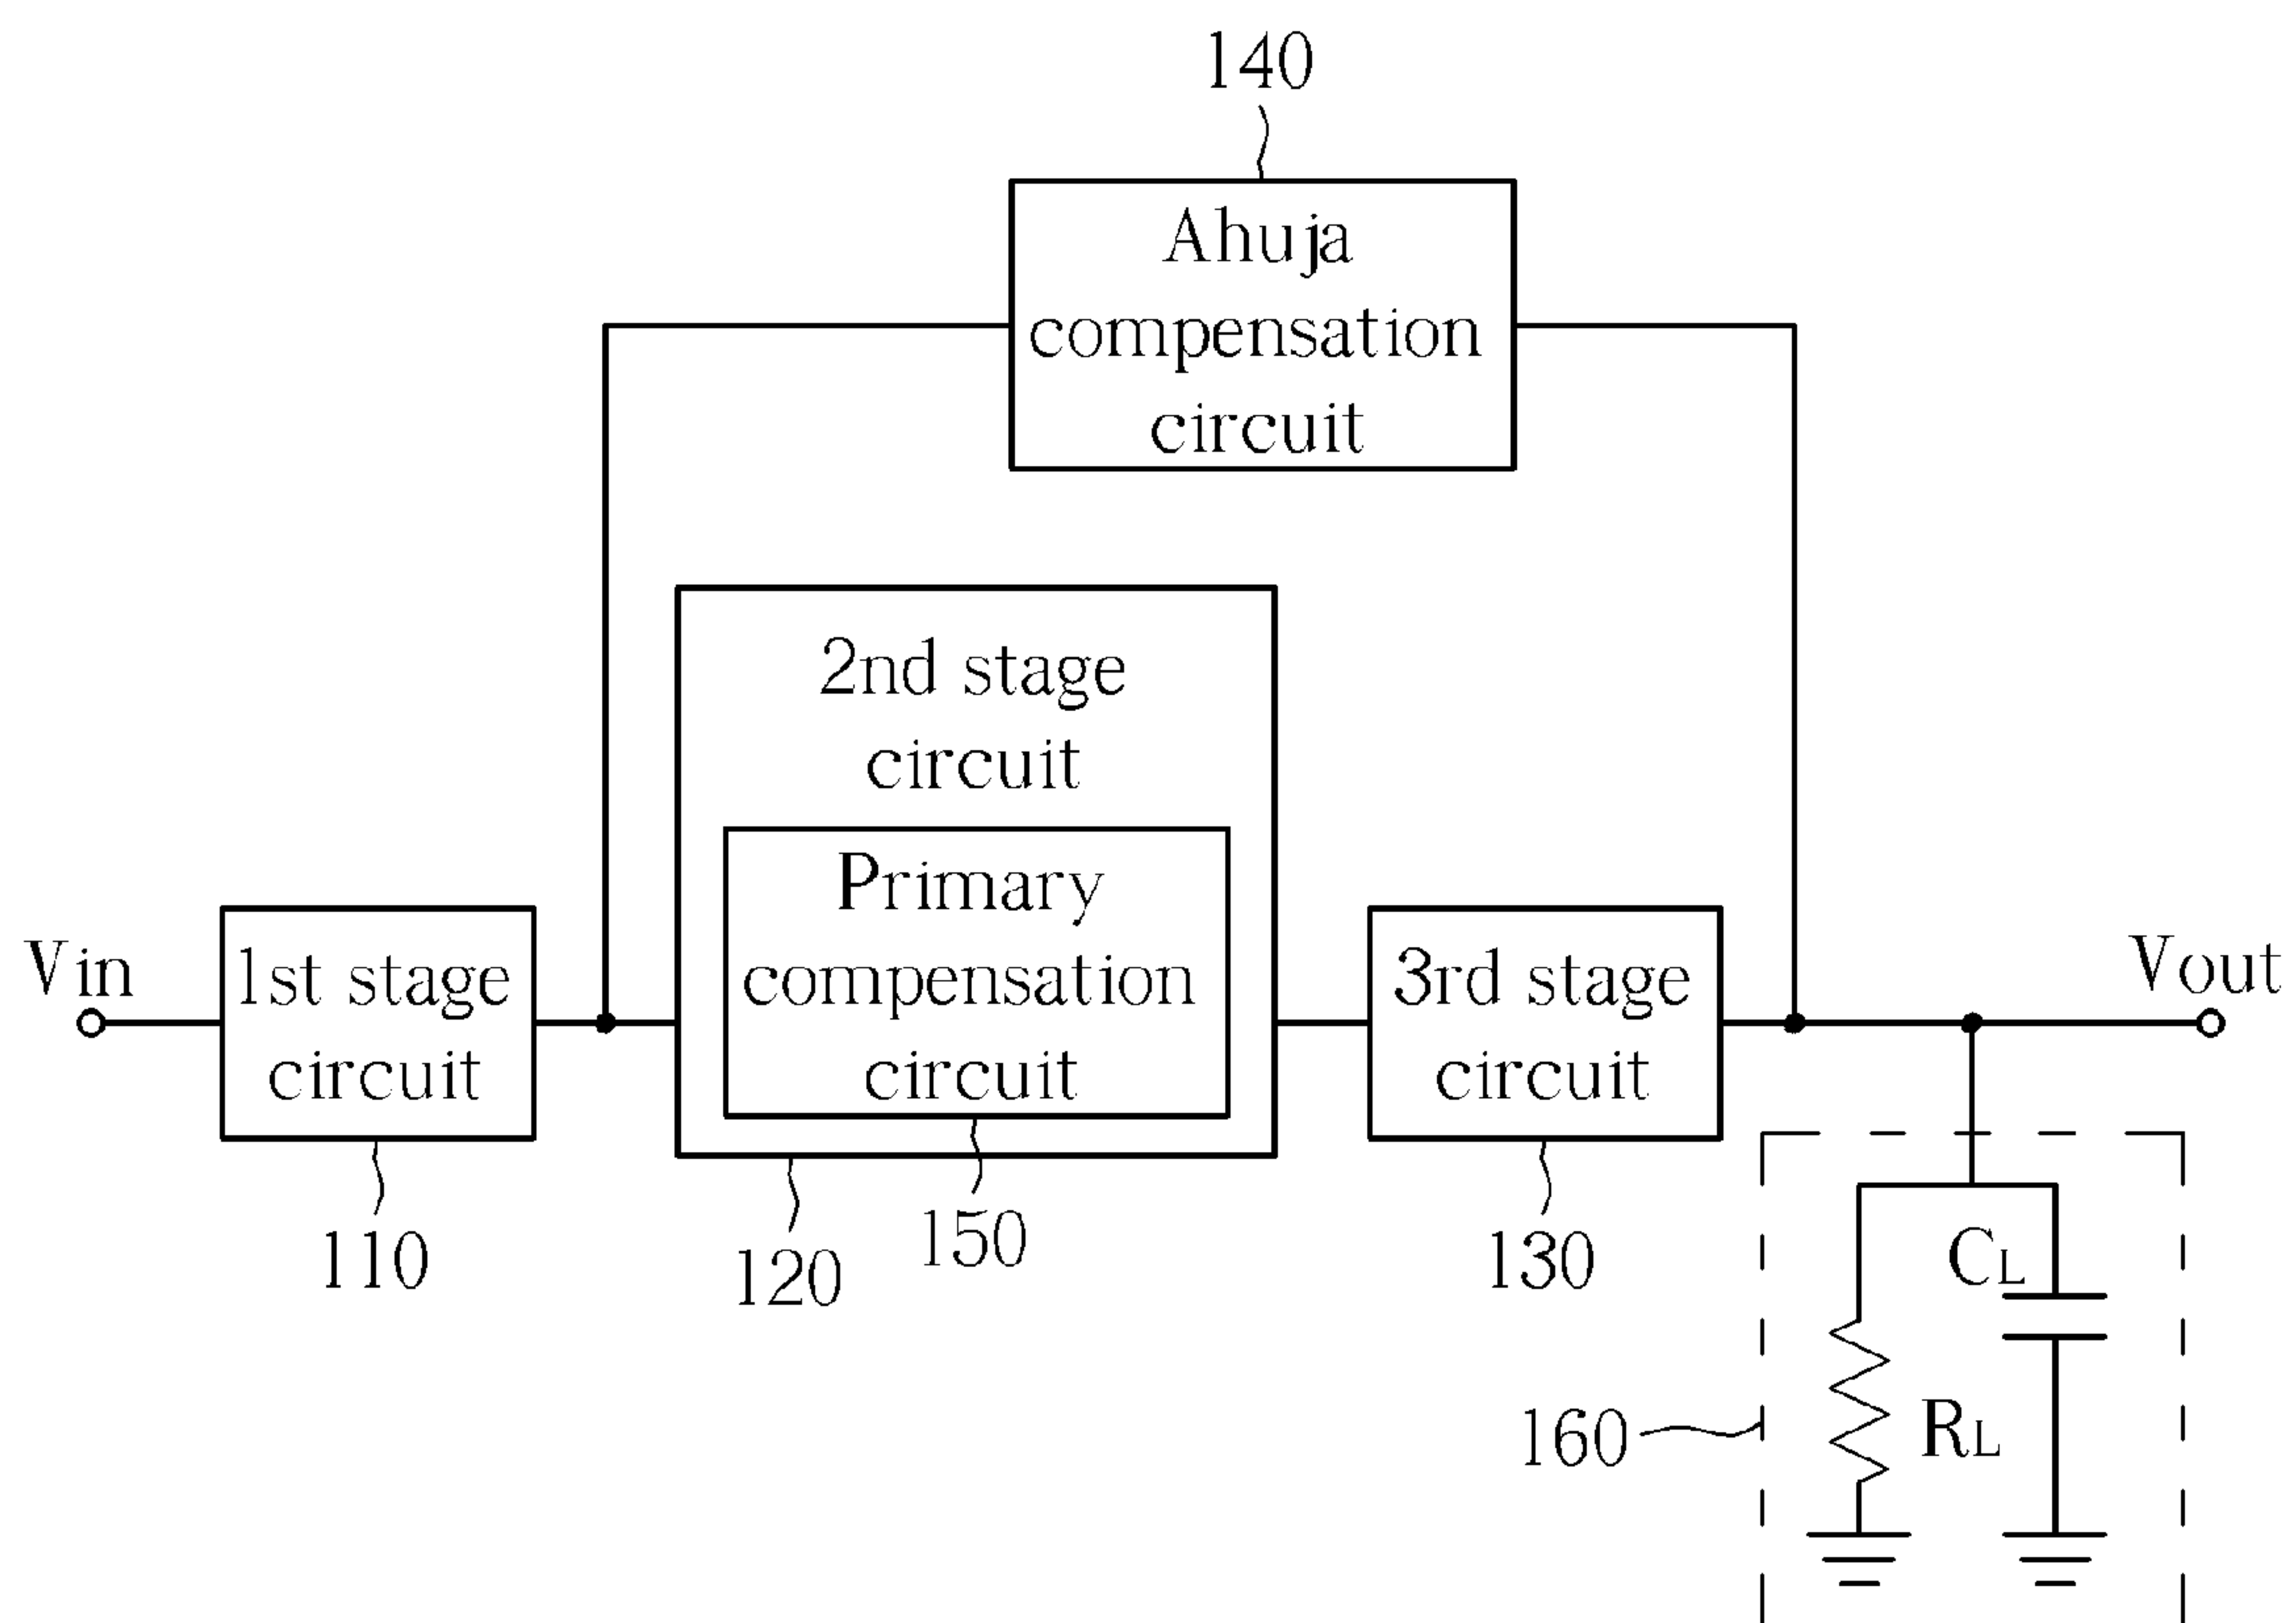 140
Ahuja
compensation
circuit
2nd stage
circuit
Primary
compensation
circuit
Vin
1st stage
circuit
3rd stage
circuit
Vout
110
120
150
130
160
CL
RL